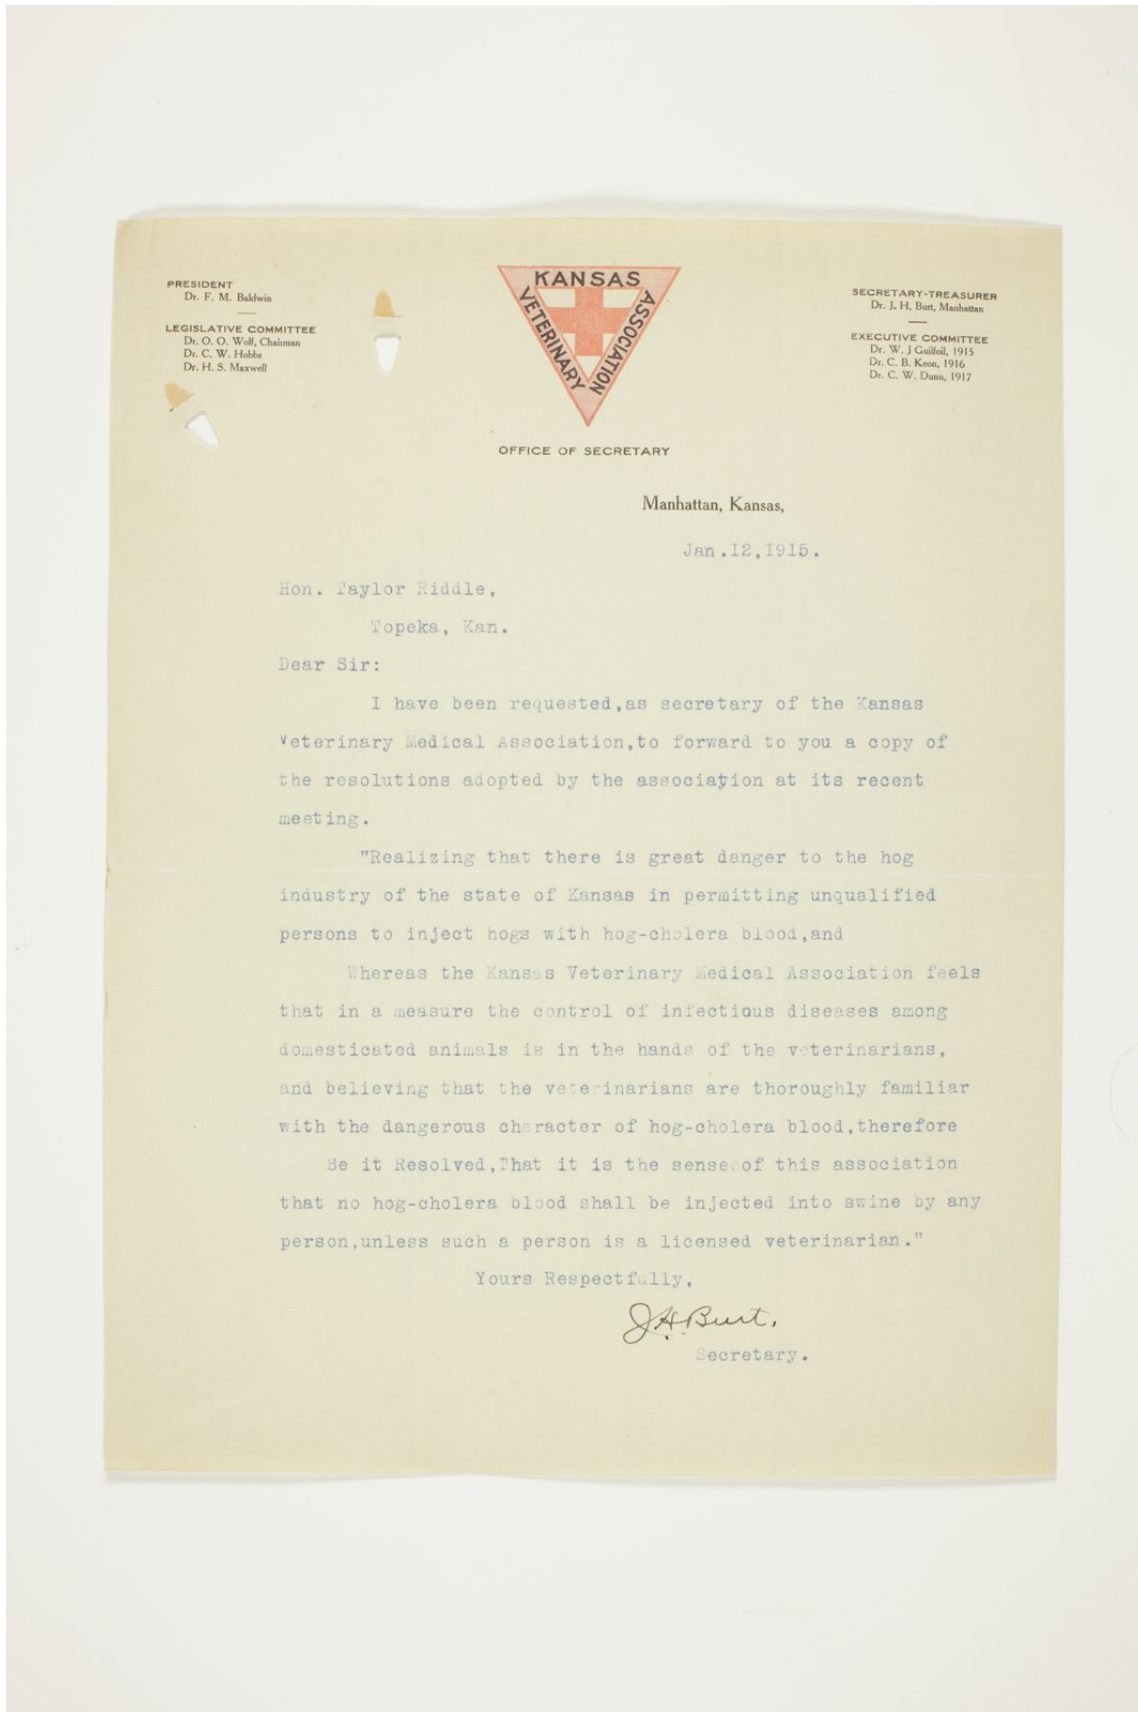 PRESIDENT
Dr. F. M. Baldwin
LEGISLATIVE COMMITTEE
Dr. O. O. Wolf, Chairman
Dr. C. W. Hobbs
Dr. H. S. Maxwell
KANSAS
VETERINARY
ASSOCIATION
OFFICE OF SECRETARY
SECRETARY-TREASURER
Dr. J. H. Burt, Manhattan
EXECUTIVE COMMITTEE
Dr. W. J Guilfoil, 1915
Dr. C. B. Keon, 1916
Dr. C. W. Dunn, 1917
Manhattan, Kansas,
Jan.I2,I9I5.
Hon. Taylor Riddle,
Topeka, Kan.
Dear Sir:
I have been requested,as secretary of the Kansas
Veterinary Medical Association,to forward to you a copy of
the resolutions adopted by the association at its recent
meeting.
"Realizing that there is great danger to the hog
industry of the state of Kansas in permitting unqualified
persons to inject hogs with hog-cholera blood,and
Whereas the Kansas Veterinary Medical Association feels
that in a measure the control of infectious diseases among
domesticated animals is in the hands of the veterinarians,
and believing that the veterinarians are thoroughly familiar
with the dangerous character of hog-cholera blood,therefore
Be it Resolved,That it is the sense of this association
that no hog-cholera blood shall be injected into swine by any
person,unless such a person is a licensed veterinarian."
Yours Respectfully,
J.H.Burt.
Secretary.